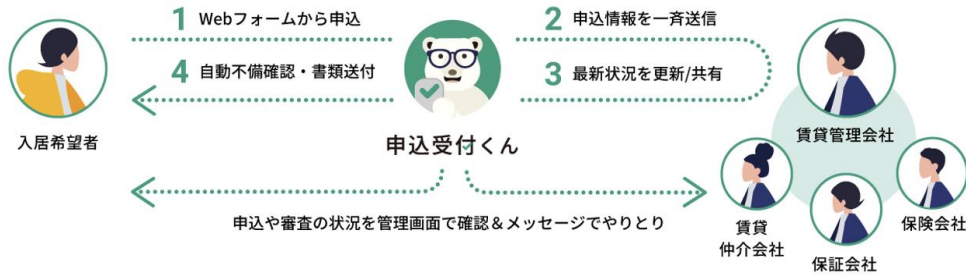 1 Webフォームから申込
2 申込情報を一斉送信
4 自動不備確認・書類送付
3 最新状況を更新/共有
入居希望者
申込受付くん
賃貸管理会社
申込や審査の状況を管理画面で確認&メッセージでやりとり
賃貸
仲介会社
保証会社
保険会社